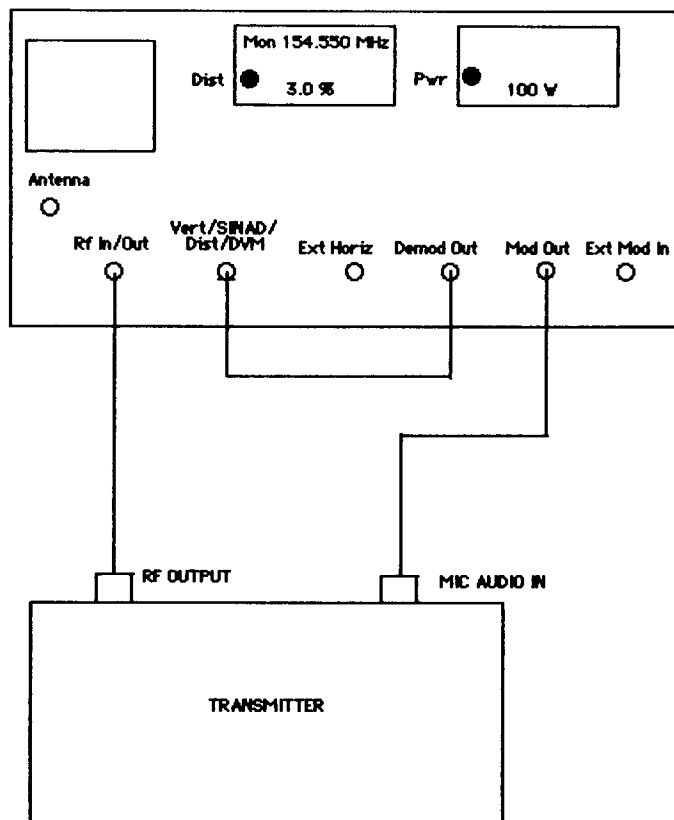 Mon 154.550 MHz
Dist
3.0 %
Pwr
100 W
Antenna
Rf In/Out
Vert/SINAD/
Dist/DVM
Ext Horiz
Demod Out
Mod Out
Ext Mod In
RF OUTPUT
MIC AUDIO IN
TRANSMITTER